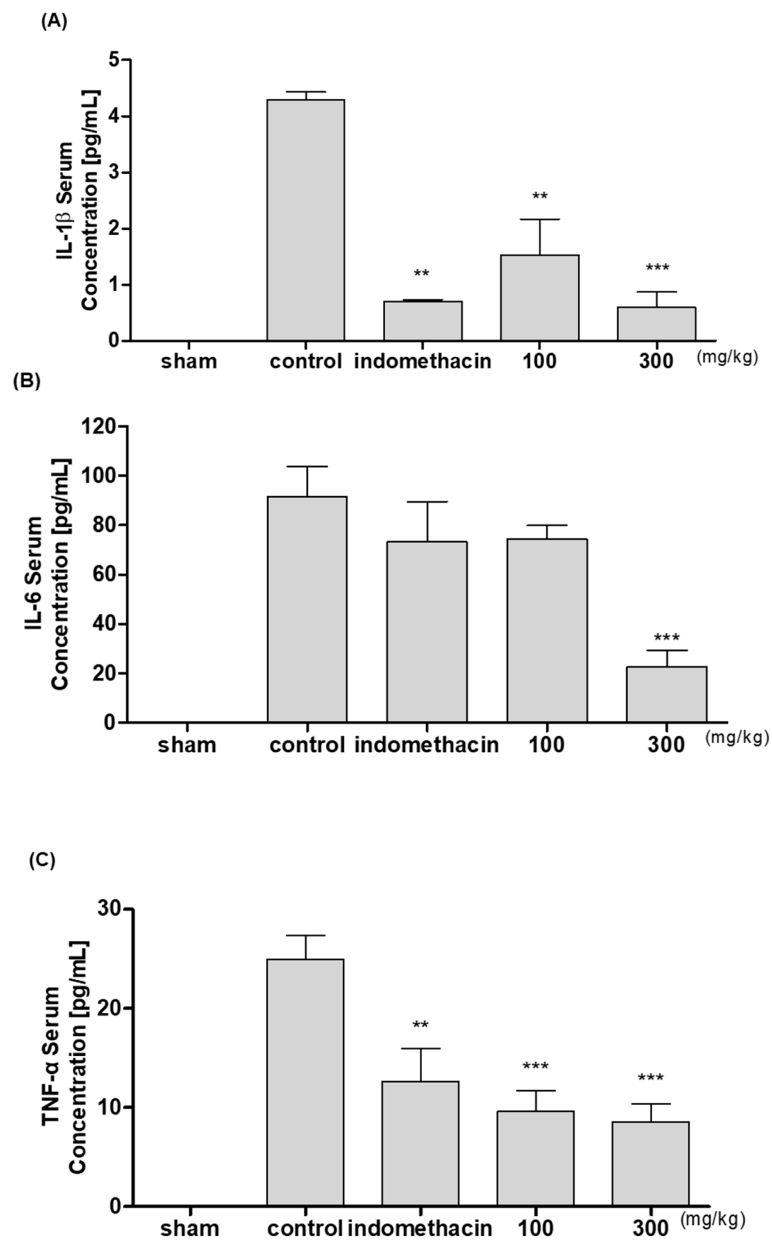 (A)
IL-1β Serum
Concentration [pg/mL]
5
4
3
2
1
0
**
**
***
sham control indomethacin 100 300 (mg/kg)
(B)
IL-6 Serum
Concentration [pg/mL]
120
100
80
60
40
20
0
***
sham control indomethacin 100 300 (mg/kg)
(C)
TNF-α Serum
Concentration [pg/mL]
30
20
10
0
**
***
***
sham control indomethacin 100 300 (mg/kg)